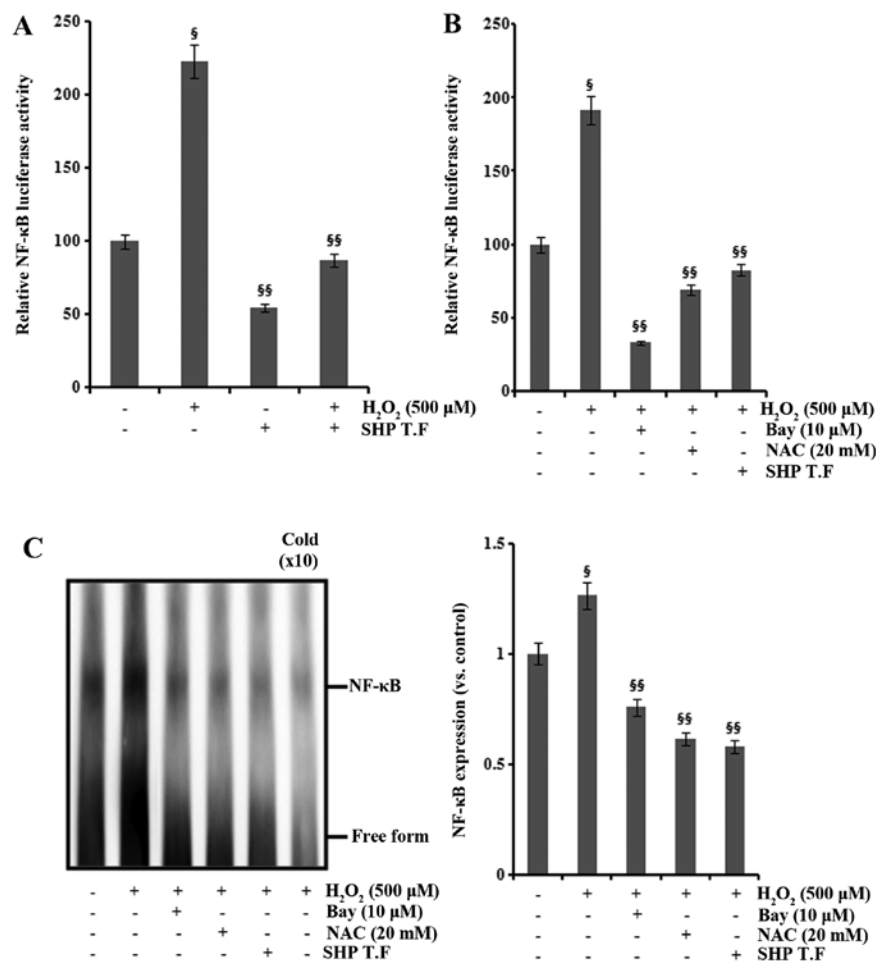 A
Relative NF-κB luciferase activity
250
200
150
100
50
0
§
§§
§§
- + - + H₂O₂ (500 μM)
- - + + SHP T.F
B
Relative NF-κB luciferase activity
250
200
150
100
50
0
§
§§
§§
§§
- + + + + H₂O₂ (500 μM)
- - + - - Bay (10 μM)
- - - + - NAC (20 mM)
- - - - + SHP T.F
C
Cold
(x10)
NF-κB
Free form
- + + + + + H₂O₂ (500 μM)
- - + - - - Bay (10 μM)
- - - + - - NAC (20 mM)
- - - - + - SHP T.F
NF-κB expression (vs. control)
1.5
1
0.5
0
§
§§
§§
§§
- + + + + H₂O₂ (500 μM)
- - + - - Bay (10 μM)
- - - + - NAC (20 mM)
- - - - + SHP T.F